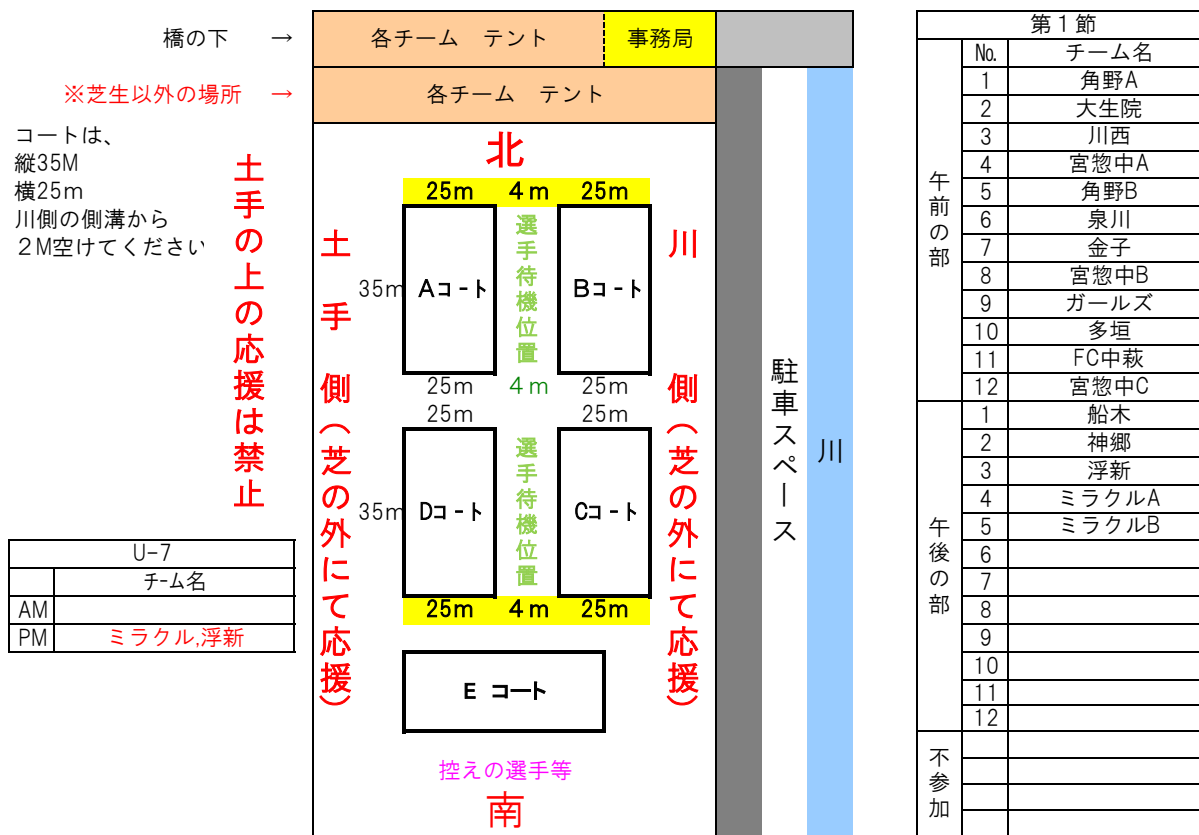 橋の下 →
各チーム テント
事務局
※芝生以外の場所 →
各チーム テント
コートは、
縦35M
横25m
川側の側溝から
２M空けてください
土手の上の応援は禁止
北
25m 4ｍ 25m
土手側（芝の外にて応援）
35m
Aコート
選手待機位置
Bコート
川側（芝の外にて応援）
25m 4ｍ 25m
25m 25m
35m
Dコート
選手待機位置
Cコート
25m 4ｍ 25m
E コート
控えの選手等
南
駐車スペース
川
U-7
チーム名
AM
PM ミラクル,浮新
第１節
No. チーム名
午前の部
1 角野A
2 大生院
3 川西
4 宮惣中A
5 角野B
6 泉川
7 金子
8 宮惣中B
9 ガールズ
10 多垣
11 FC中萩
12 宮惣中C
午後の部
1 船木
2 神郷
3 浮新
4 ミラクルA
5 ミラクルB
6
7
8
9
10
11
12
不参加